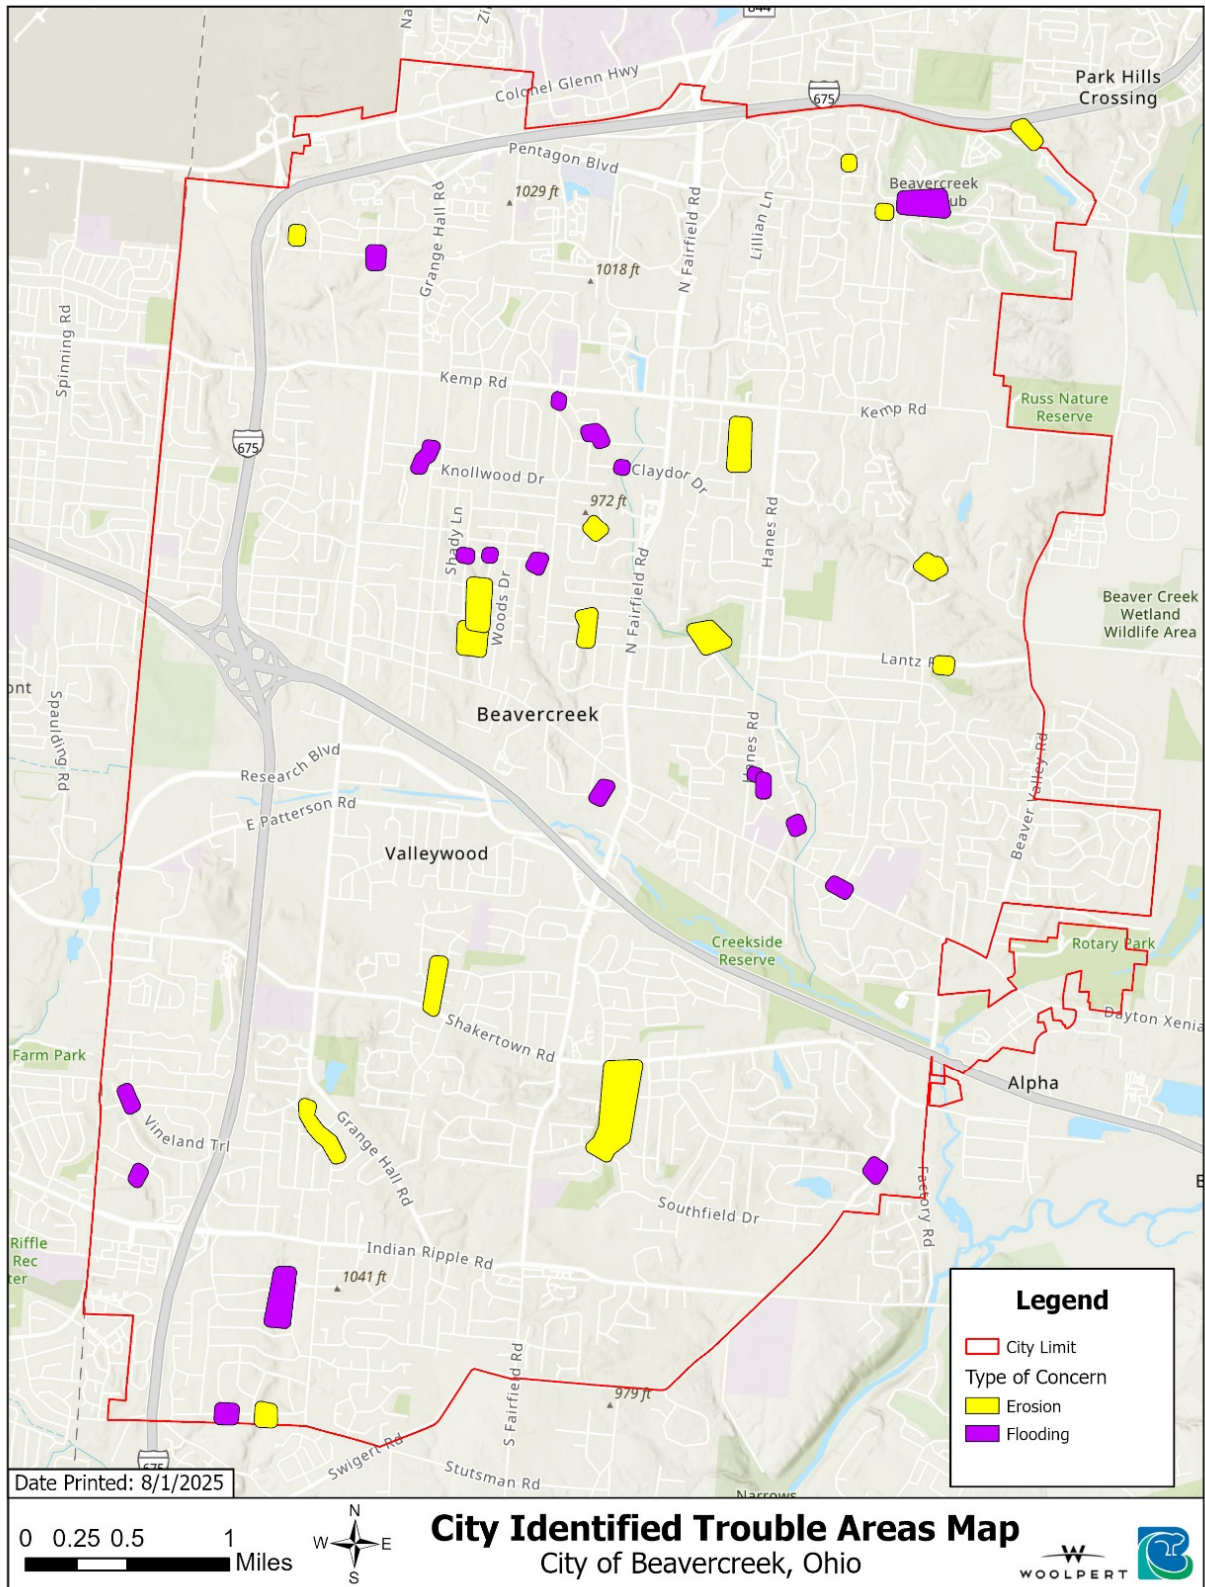 Colonel Glenn Hwy
675
Park Hills
Crossing
Pentagon Blvd
1029 ft
Grange Hall Rd
N Fairfield Rd
Lillian Ln
Beavercreek
1018 ft
Spinning Rd
Kemp Rd
Kemp Rd
Russ Nature
Reserve
675
Knollwood Dr
Claydor Dr
972 ft
Shady Ln
Hanes Rd
Woods Dr
N Fairfield Rd
Beaver Creek
Wetland
Wildlife Area
Lantz
Spaulding Rd
Beavercreek
Hanes Rd
Research Blvd
E Patterson Rd
Beaver Valley Rd
Valleywood
Creekside
Reserve
Rotary Park
Shakertown Rd
Dayton Xenia
Farm Park
Alpha
Vineland Trl
Grange Hall Rd
Southfield Dr
Factory Rd
Riffle
Rec
Indian Ripple Rd
1041 ft
S Fairfield Rd
979 ft
Swigert Rd
Stutsman Rd
675
Narrows
Legend
City Limit
Type of Concern
Erosion
Flooding
Date Printed: 8/1/2025
0 0.25 0.5 1
Miles
N
W E
S
City Identified Trouble Areas Map
City of Beavercreek, Ohio
WOOLPERT